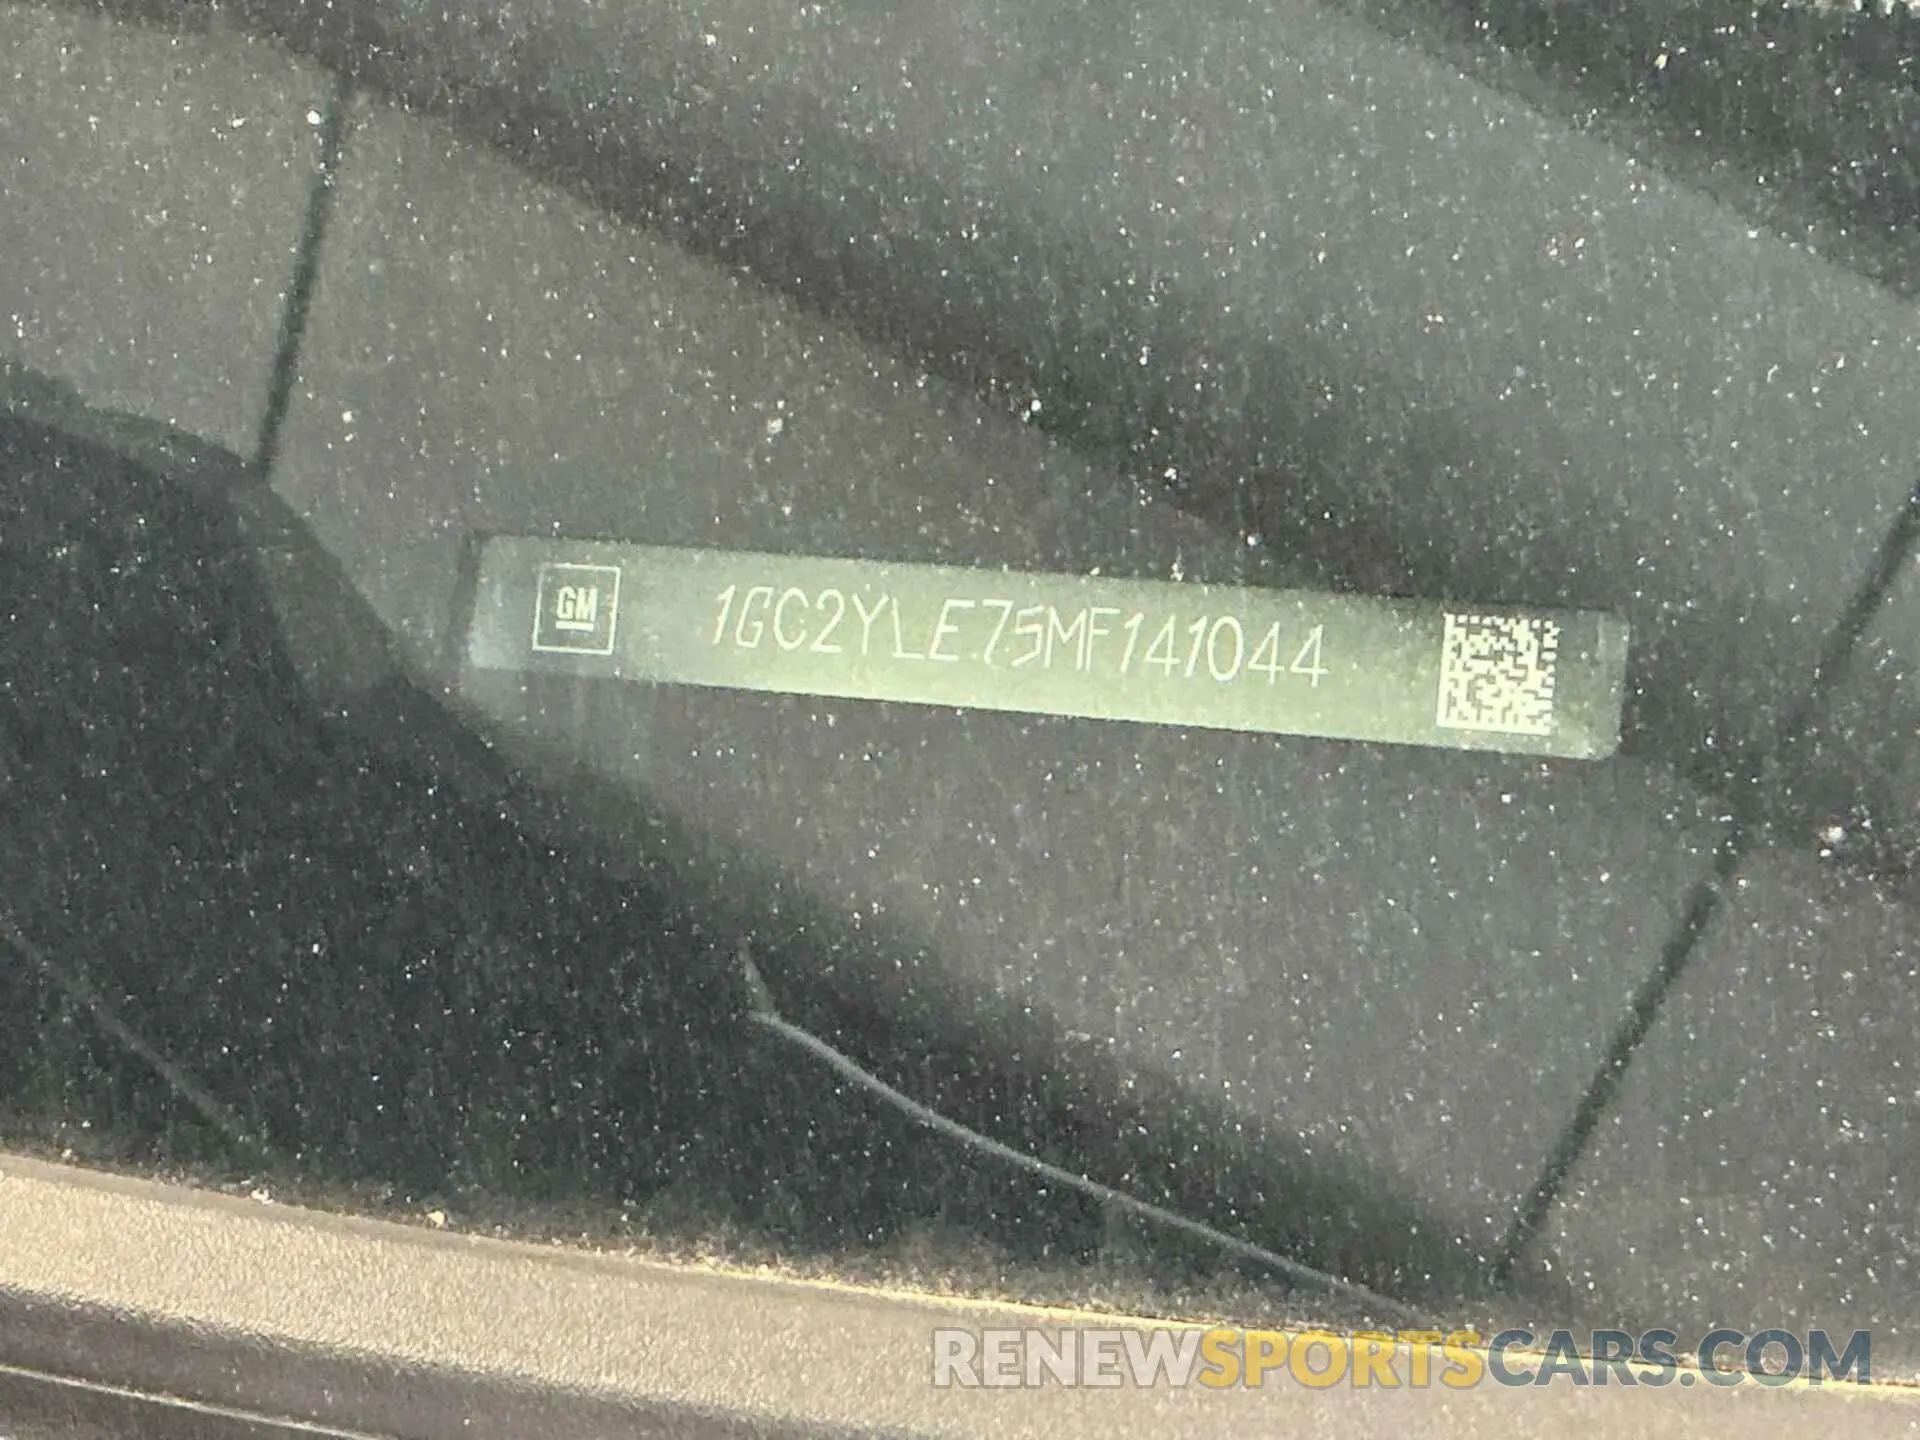 GM 1GC2YLE75MF141044
RENEWSPORTSCARS.COM